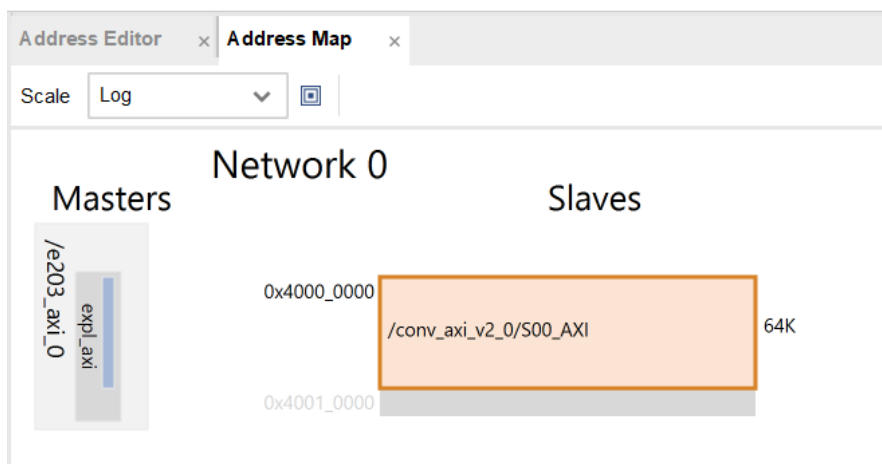 Address Editor × Address Map ×
Scale Log
Network 0
Masters Slaves
/e203_axi_0
expl_axi
0x4000_0000
/conv_axi_v2_0/S00_AXI 64K
0x4001_0000